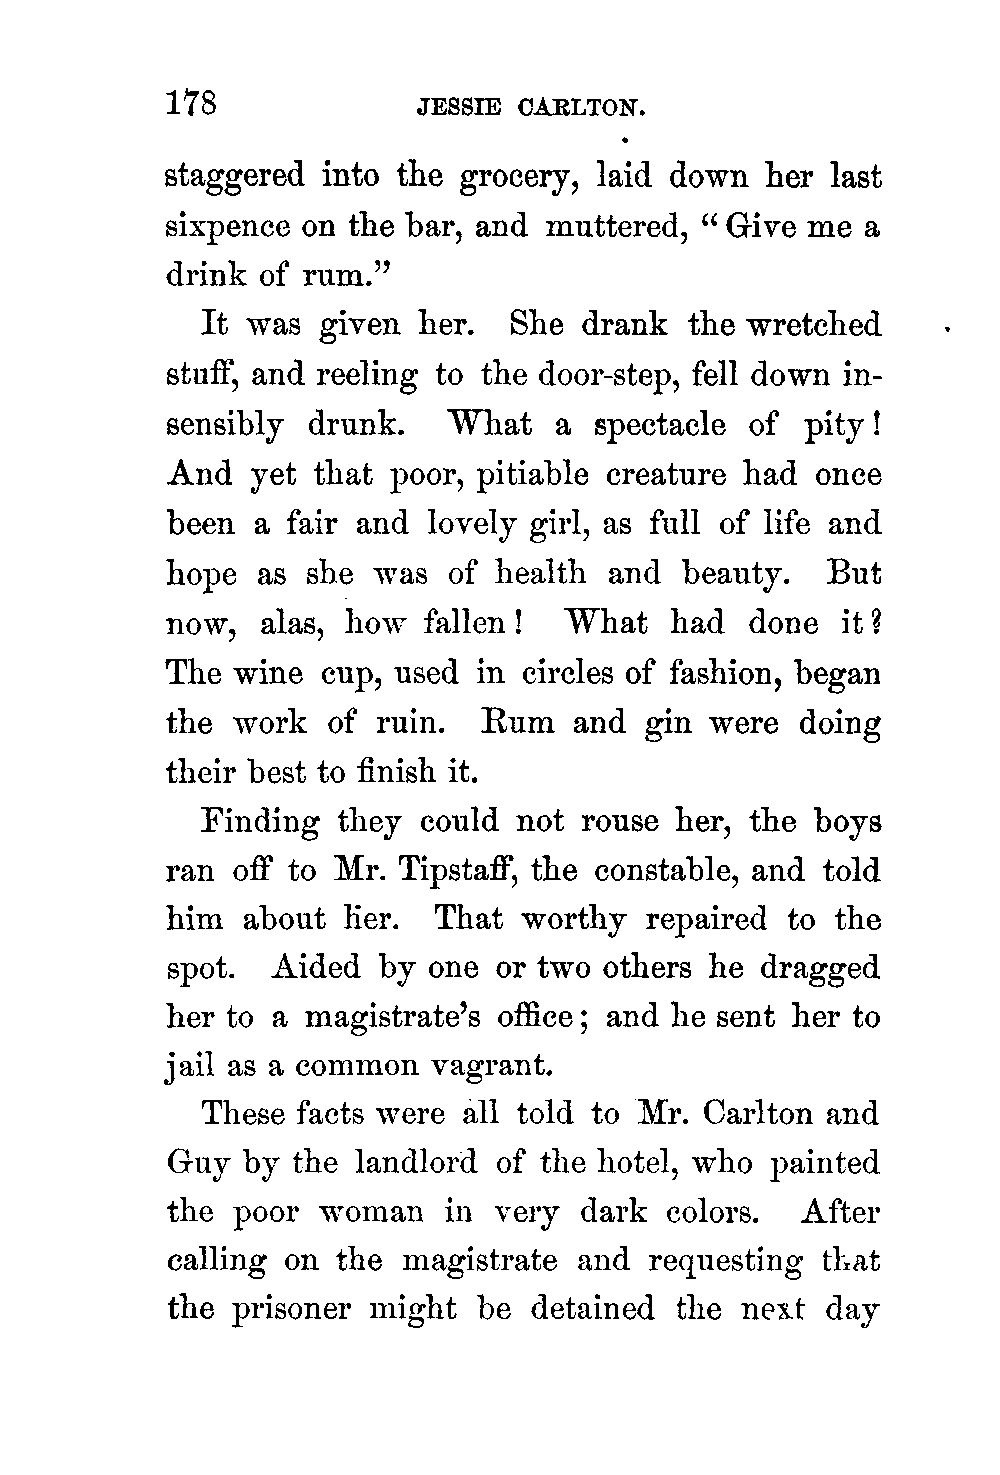 178 JESSIE CARLTON.
staggered into the grocery, laid down her last
sixpence on the bar, and muttered, “Give me a
drink of rum.”
It was given her. She drank the wretched
stuff, and reeling to the door-step, fell down in-
sensibly drunk. What a spectacle of pity!
And yet that poor, pitiable creature had once
been a fair and lovely girl, as full of life and
hope as she was of health and beauty. But
now, alas, how fallen! What had done it?
The wine cup, used in circles of fashion, began
the work of ruin. Rum and gin were doing
their best to finish it.
Finding they could not rouse her, the boys
ran off to Mr. Tipstaff, the constable, and told
him about her. That worthy repaired to the
spot. Aided by one or two others he dragged
her to a magistrate’s office; and he sent her to
jail as a common vagrant.
These facts were all told to Mr. Carlton and
Guy by the landlord of the hotel, who painted
the poor woman in very dark colors. After
calling on the magistrate and requesting that
the prisoner might be detained the next day